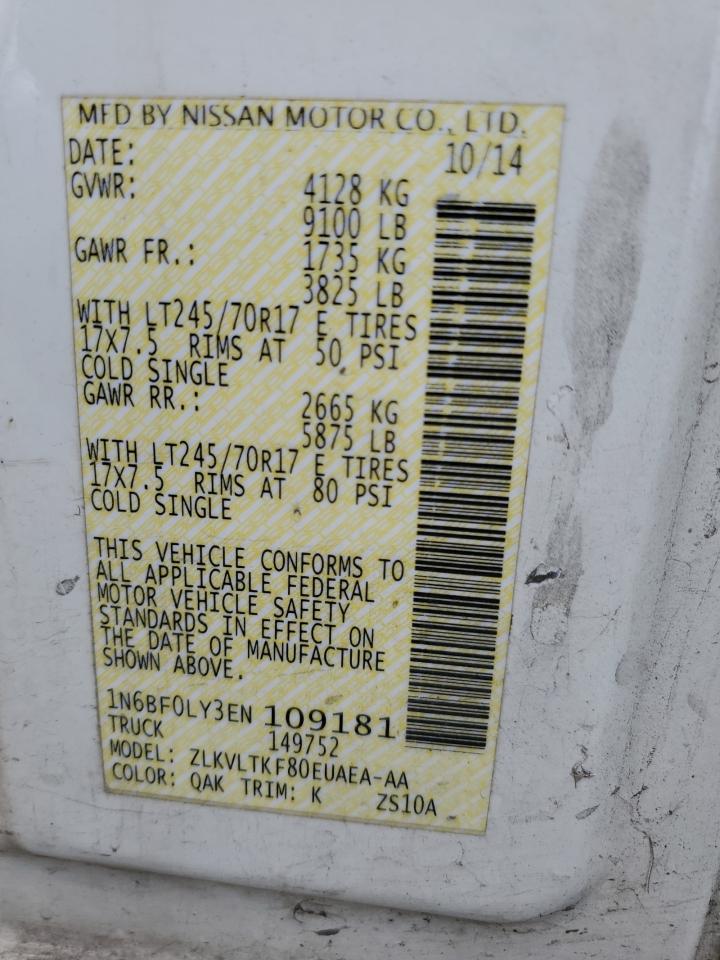 MFD BY NISSAN MOTOR CO., LTD.
DATE: 10/14
GVWR: 4128 KG
9100 LB
GAWR FR.: 1735 KG
3825 LB
WITH LT245/70R17 E TIRES
17X7.5 RIMS AT 50 PSI
COLD SINGLE
GAWR RR.: 2665 KG
5875 LB
WITH LT245/70R17 E TIRES
17X7.5 RIMS AT 80 PSI
COLD SINGLE
THIS VEHICLE CONFORMS TO
ALL APPLICABLE FEDERAL
MOTOR VEHICLE SAFETY
STANDARDS IN EFFECT ON
THE DATE OF MANUFACTURE
SHOWN ABOVE.
1N6BF0LY3EN 109181
TRUCK 149752
MODEL: ZLKVLTKF80EUAEA-AA
COLOR: QAK TRIM: K ZS10A